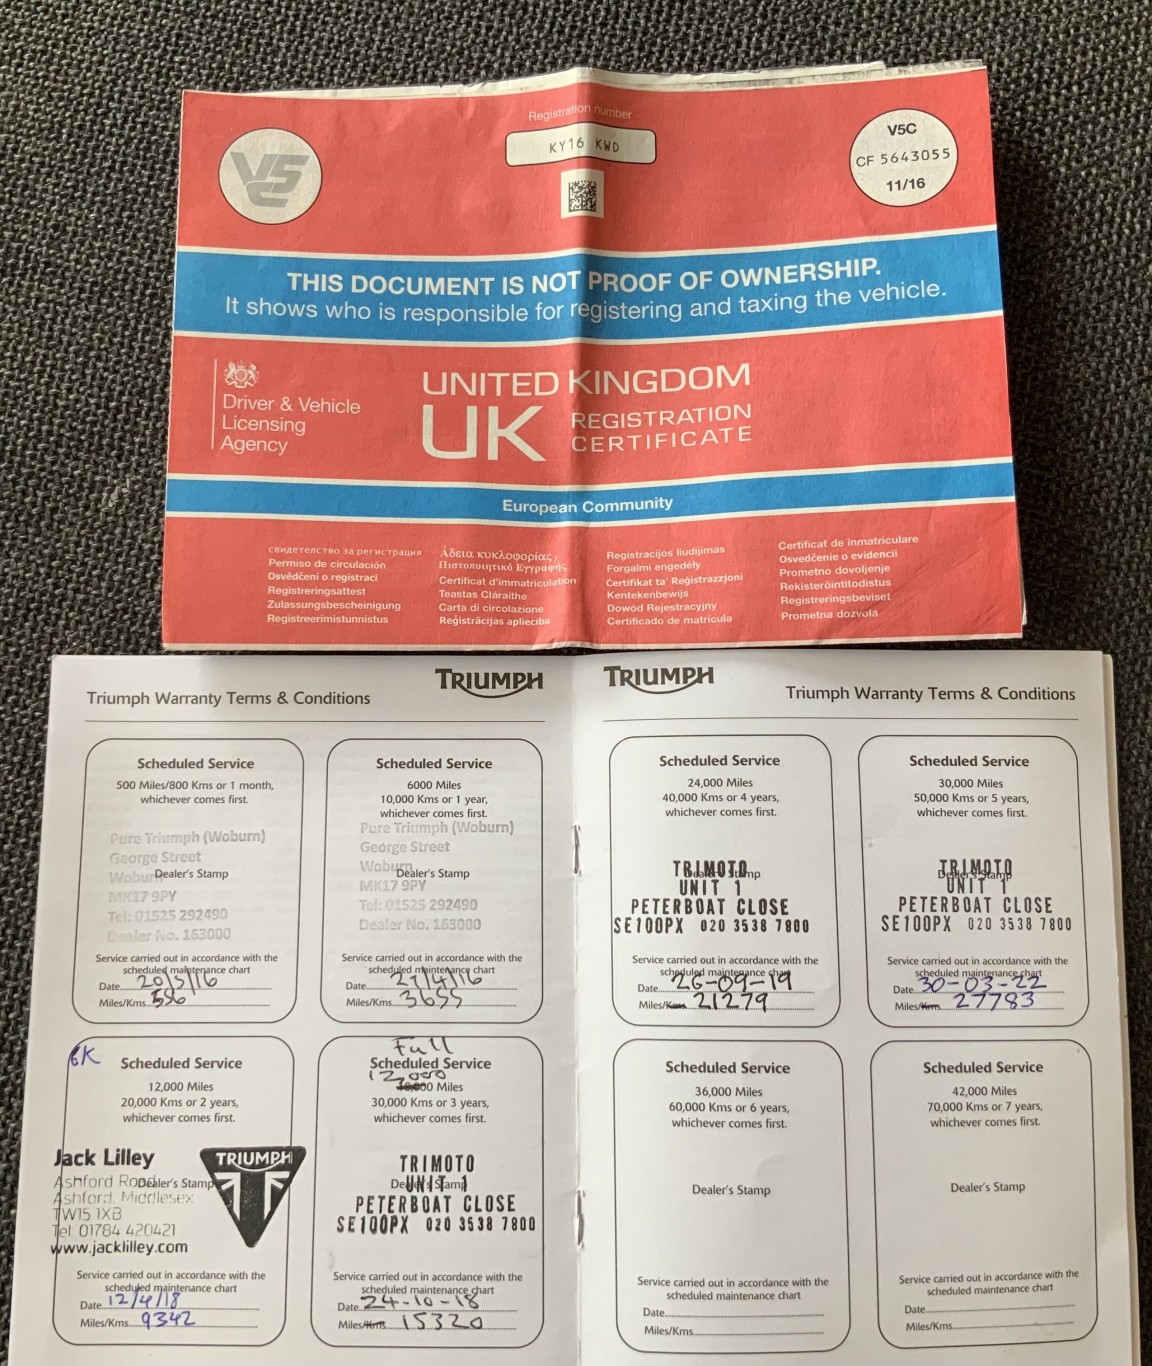 Registration number
KY16 KWD
V5C
V5C
CF 5643055
11/16
THIS DOCUMENT IS NOT PROOF OF OWNERSHIP.
It shows who is responsible for registering and taxing the vehicle.
Driver & Vehicle
Licensing
Agency
UNITED KINGDOM
UK REGISTRATION
CERTIFICATE
European Community
свидетелство за регистрация
Permiso de circulación
Osvědčení o registraci
Registreringsattest
Zulassungsbescheinigung
Registreerimistunnistus
Άδεια κυκλοφορίας/
Πιστοποιητικό Εγγραφής
Certificat d'immatriculation
Teastas Cláraithe
Carta di circolazione
Reģistrācijas apliecība
Registracijos liudijimas
Forgalmi engedély
Ċertifikat ta' Reġistrazzjoni
Kentekenbewijs
Dowód Rejestracyjny
Certificado de matrícula
Certificat de inmatriculare
Osvedčenie o evidencii
Prometno dovoljenje
Rekisteröintitodistus
Registreringsbeviset
Prometna dozvola
TRIUMPH
Triumph Warranty Terms & Conditions
Scheduled Service
500 Miles/800 Kms or 1 month,
whichever comes first.
Pure Triumph (Woburn)
George Street
Woburn
Dealer's Stamp
MK17 9PY
Tel: 01525 292490
Dealer No. 163000
Service carried out in accordance with the
scheduled maintenance chart
Date 20/5/16
Miles/Kms 556
Scheduled Service
6000 Miles
10,000 Kms or 1 year,
whichever comes first.
Pure Triumph (Woburn)
George Street
Woburn
Dealer's Stamp
MK17 9PY
Tel: 01525 292490
Dealer No. 163000
Service carried out in accordance with the
scheduled maintenance chart
Date
Miles/Kms 3655
6K
Scheduled Service
12,000 Miles
20,000 Kms or 2 years,
whichever comes first.
Jack Lilley
TRIUMPH
Ashford Road
Dealer's Stamp
Ashford, Middlesex
TW15 1XB
Tel: 01784 420421
www.jacklilley.com
Service carried out in accordance with the
scheduled maintenance chart
Date 12/4/18
Miles/Kms 9342
Full
Scheduled Service
12,000
Miles
30,000 Kms or 3 years,
whichever comes first.
TRIMOTO
Dealer's Stamp
UNIT 1
PETERBOAT CLOSE
SE100PX 020 3538 7800
Service carried out in accordance with the
scheduled maintenance chart
Date 24-10-18
Miles/Kms 15320
TRIUMPH
Triumph Warranty Terms & Conditions
Scheduled Service
24,000 Miles
40,000 Kms or 4 years,
whichever comes first.
TRIMOTO
Dealer's Stamp
UNIT 1
PETERBOAT CLOSE
SE100PX 020 3538 7800
Service carried out in accordance with the
scheduled maintenance chart
Date 26-09-19
Miles/Kms 21279
Scheduled Service
30,000 Miles
50,000 Kms or 5 years,
whichever comes first.
TRIMOTO
Dealer's Stamp
UNIT 1
PETERBOAT CLOSE
SE100PX 020 3538 7800
Service carried out in accordance with the
scheduled maintenance chart
Date 30-03-22
Miles/Kms 27783
Scheduled Service
36,000 Miles
60,000 Kms or 6 years,
whichever comes first.
Dealer's Stamp
Service carried out in accordance with the
scheduled maintenance chart
Date
Miles/Kms
Scheduled Service
42,000 Miles
70,000 Kms or 7 years,
whichever comes first.
Dealer's Stamp
Service carried out in accordance with the
scheduled maintenance chart
Date
Miles/Kms